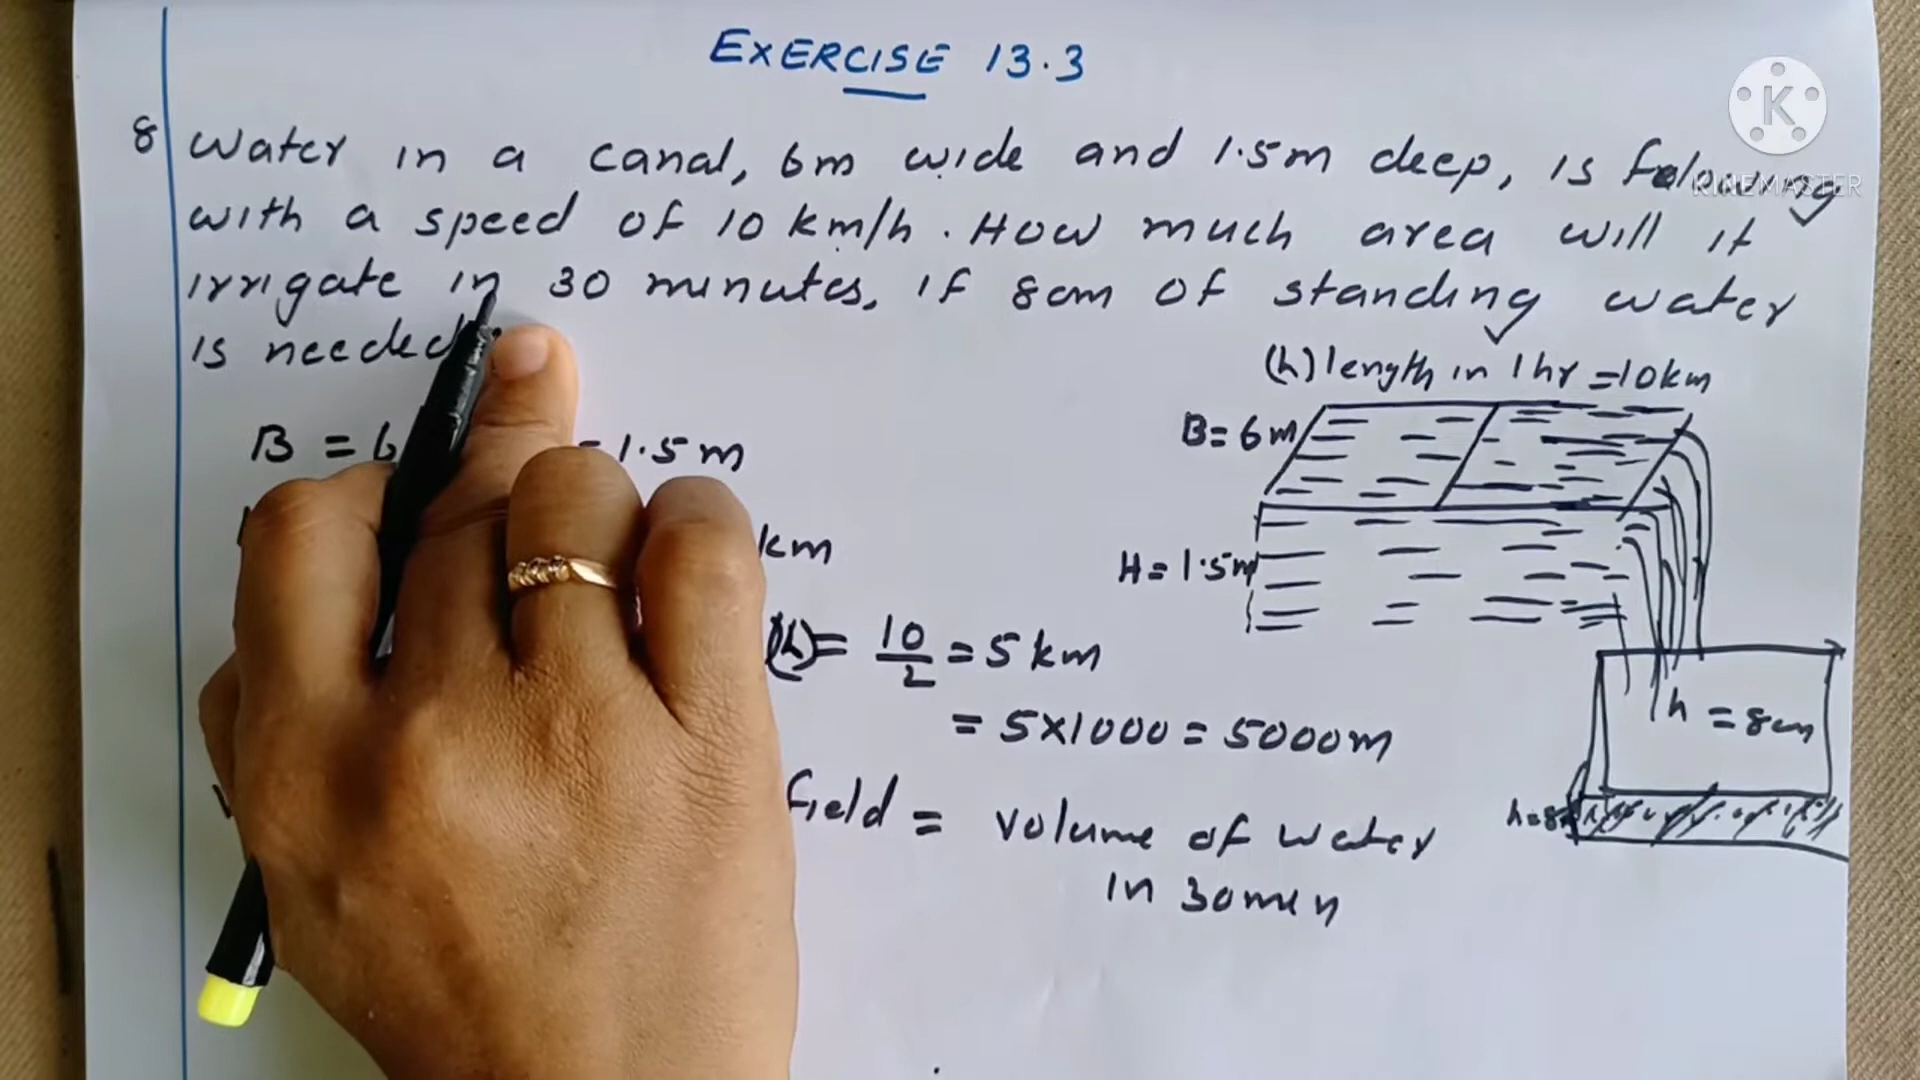 EXERCISE 13.3
K
KINEMASTER
8 Water in a canal, 6m wide and 1.5m deep, is
with a speed of 10 km/h. How much area will it
irrigate in 30 minutes, if 8cm of standing water
is needed
(h) length in 1hr = 10km
B = 6 = 1.5m
B = 6m
km
H = 1.5m
(h) = 10/2 = 5 km
= 5x1000 = 5000m
h = 8cm
field = volume of water
in 30min